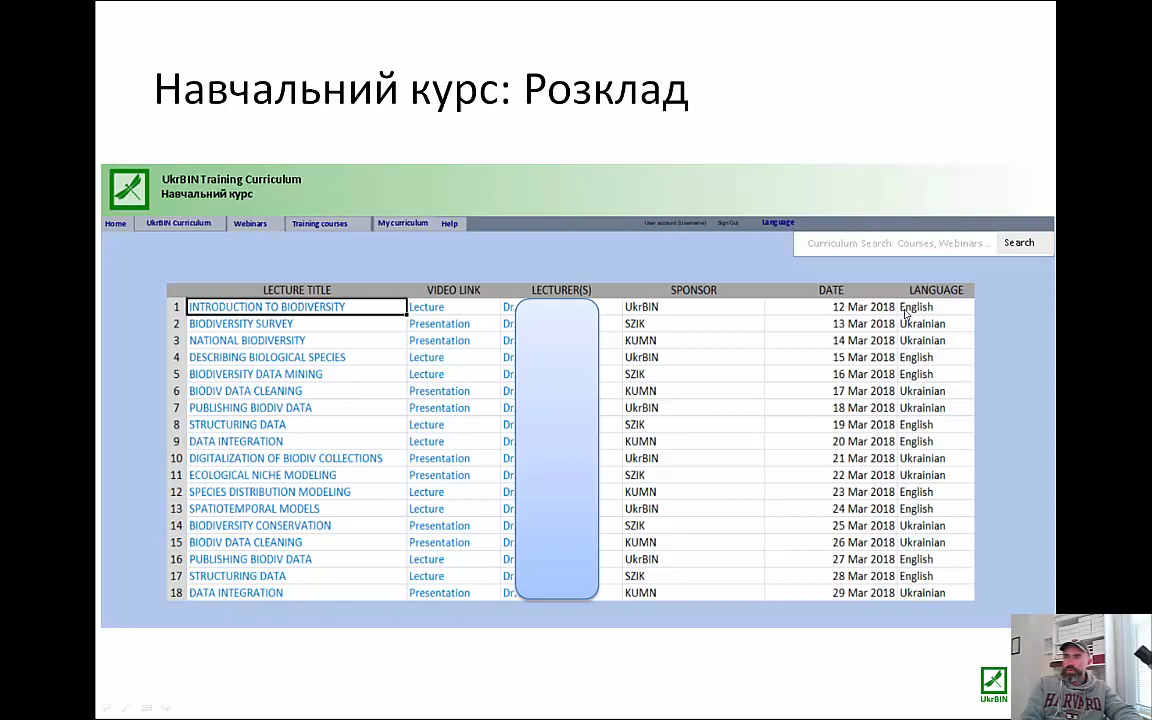 Навчальний курс: Розклад
UkrBIN Training Curriculum
Навчальний курс
Home UkrBIN Curriculum Webinars Training courses My curriculum Help User account (Username) Sign Out Language
Curriculum Search: Courses, Webinars ... Search
LECTURE TITLE VIDEO LINK LECTURER(S) SPONSOR DATE LANGUAGE
1 INTRODUCTION TO BIODIVERSITY Lecture Dr. UkrBIN 12 Mar 2018 English
2 BIODIVERSITY SURVEY Presentation Dr. SZIK 13 Mar 2018 Ukrainian
3 NATIONAL BIODIVERSITY Presentation Dr. KUMN 14 Mar 2018 Ukrainian
4 DESCRIBING BIOLOGICAL SPECIES Lecture Dr. UkrBIN 15 Mar 2018 English
5 BIODIVERSITY DATA MINING Lecture Dr. SZIK 16 Mar 2018 English
6 BIODIV DATA CLEANING Presentation Dr. KUMN 17 Mar 2018 Ukrainian
7 PUBLISHING BIODIV DATA Presentation Dr. UkrBIN 18 Mar 2018 Ukrainian
8 STRUCTURING DATA Lecture Dr. SZIK 19 Mar 2018 English
9 DATA INTEGRATION Lecture Dr. KUMN 20 Mar 2018 English
10 DIGITALIZATION OF BIODIV COLLECTIONS Presentation Dr. UkrBIN 21 Mar 2018 Ukrainian
11 ECOLOGICAL NICHE MODELING Presentation Dr. SZIK 22 Mar 2018 Ukrainian
12 SPECIES DISTRIBUTION MODELING Lecture Dr. KUMN 23 Mar 2018 English
13 SPATIOTEMPORAL MODELS Lecture Dr. UkrBIN 24 Mar 2018 English
14 BIODIVERSITY CONSERVATION Presentation Dr. SZIK 25 Mar 2018 Ukrainian
15 BIODIV DATA CLEANING Presentation Dr. KUMN 26 Mar 2018 Ukrainian
16 PUBLISHING BIODIV DATA Lecture Dr. UkrBIN 27 Mar 2018 English
17 STRUCTURING DATA Lecture Dr. SZIK 28 Mar 2018 English
18 DATA INTEGRATION Presentation Dr. KUMN 29 Mar 2018 Ukrainian
UkrBIN
HARVARD